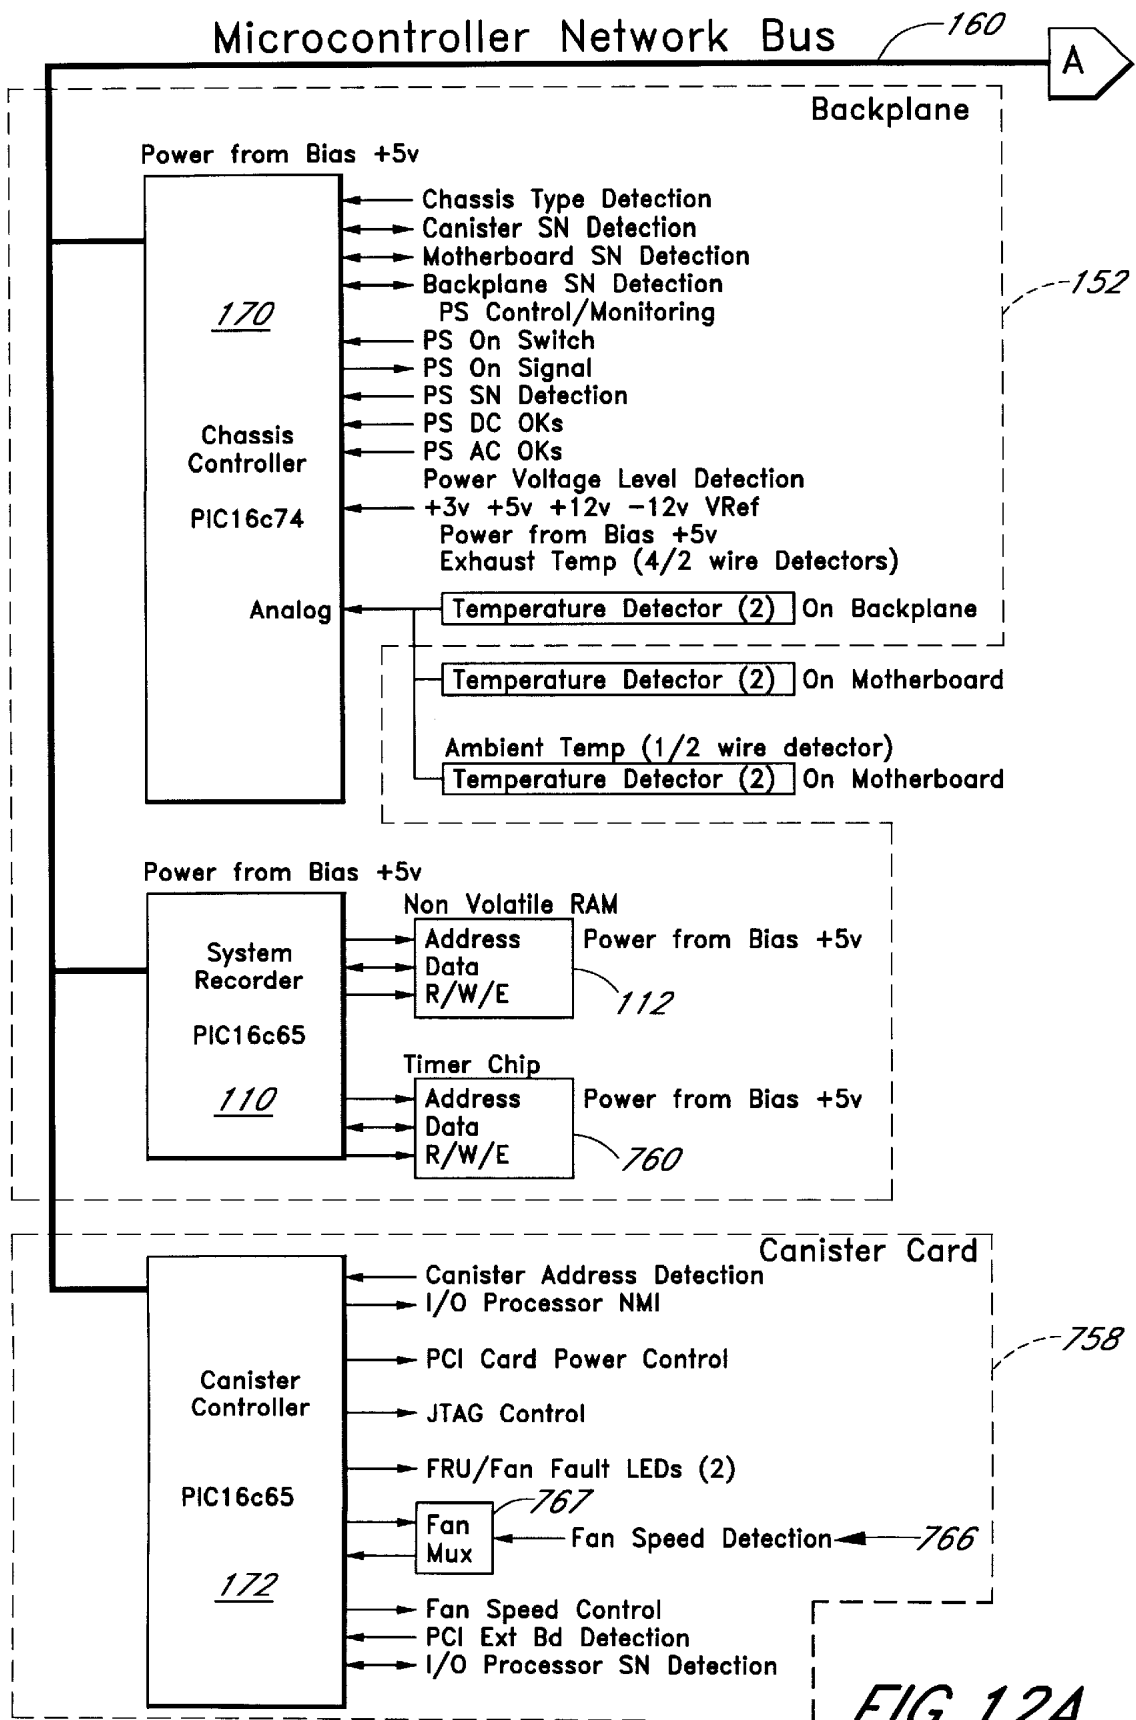 Microcontroller Network Bus
160
A
Backplane
Power from Bias +5v
Chassis Type Detection
Canister SN Detection
Motherboard SN Detection
Backplane SN Detection
152
170
PS Control/Monitoring
PS On Switch
PS On Signal
PS SN Detection
PS DC OKs
Chassis
Controller
PS AC OKs
Power Voltage Level Detection
PIC16c74
+3v +5v +12v -12v VRef
Power from Bias +5v
Exhaust Temp (4/2 wire Detectors)
Analog
Temperature Detector (2) On Backplane
Temperature Detector (2) On Motherboard
Ambient Temp (1/2 wire detector)
Temperature Detector (2) On Motherboard
Power from Bias +5v
Non Volatile RAM
System
Recorder
Address
Data
R/W/E
Power from Bias +5v
112
PIC16c65
110
Timer Chip
Address
Data
R/W/E
Power from Bias +5v
760
Canister Card
Canister Address Detection
I/O Processor NMI
758
PCI Card Power Control
Canister
Controller
JTAG Control
FRU/Fan Fault LEDs (2)
PIC16c65
767
Fan
Mux
Fan Speed Detection
766
172
Fan Speed Control
PCI Ext Bd Detection
I/O Processor SN Detection
FIG. 12A